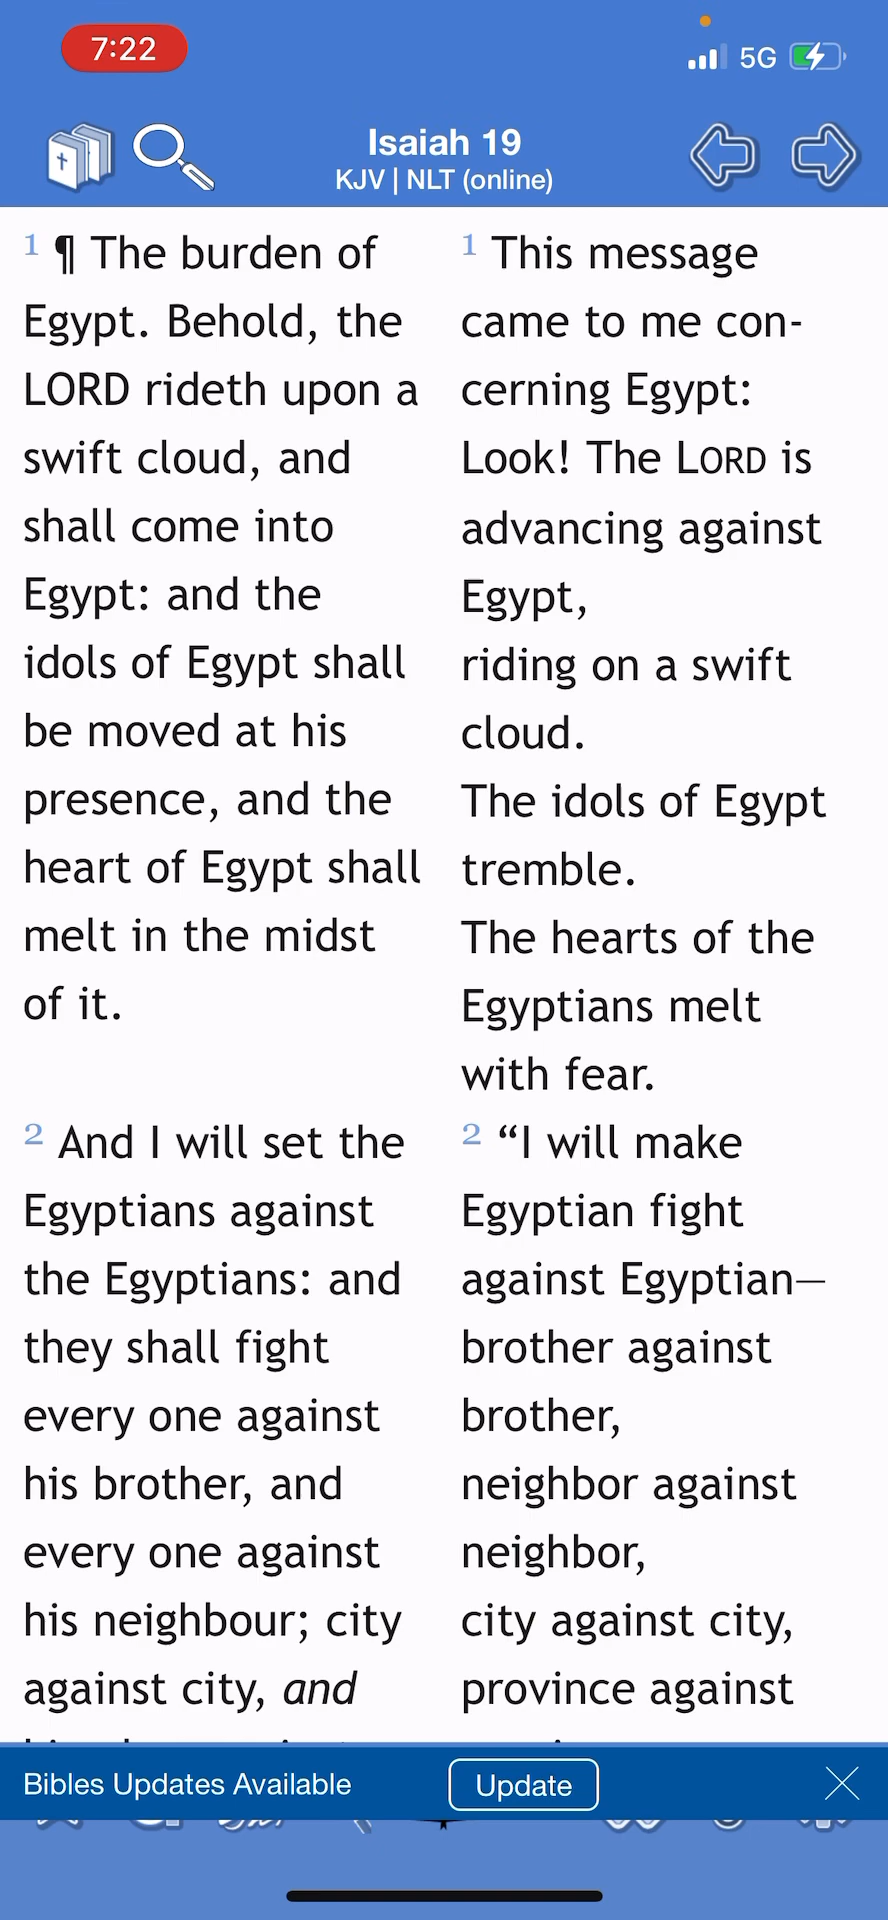 7:22
5G
Isaiah 19
KJV | NLT (online)
1 ¶ The burden of
Egypt. Behold, the
LORD rideth upon a
swift cloud, and
shall come into
Egypt: and the
idols of Egypt shall
be moved at his
presence, and the
heart of Egypt shall
melt in the midst
of it.
2 And I will set the
Egyptians against
the Egyptians: and
they shall fight
every one against
his brother, and
every one against
his neighbour; city
against city, and
1 This message
came to me con-
cerning Egypt:
Look! The LORD is
advancing against
Egypt,
riding on a swift
cloud.
The idols of Egypt
tremble.
The hearts of the
Egyptians melt
with fear.
2 “I will make
Egyptian fight
against Egyptian—
brother against
brother,
neighbor against
neighbor,
city against city,
province against
Bibles Updates Available
Update